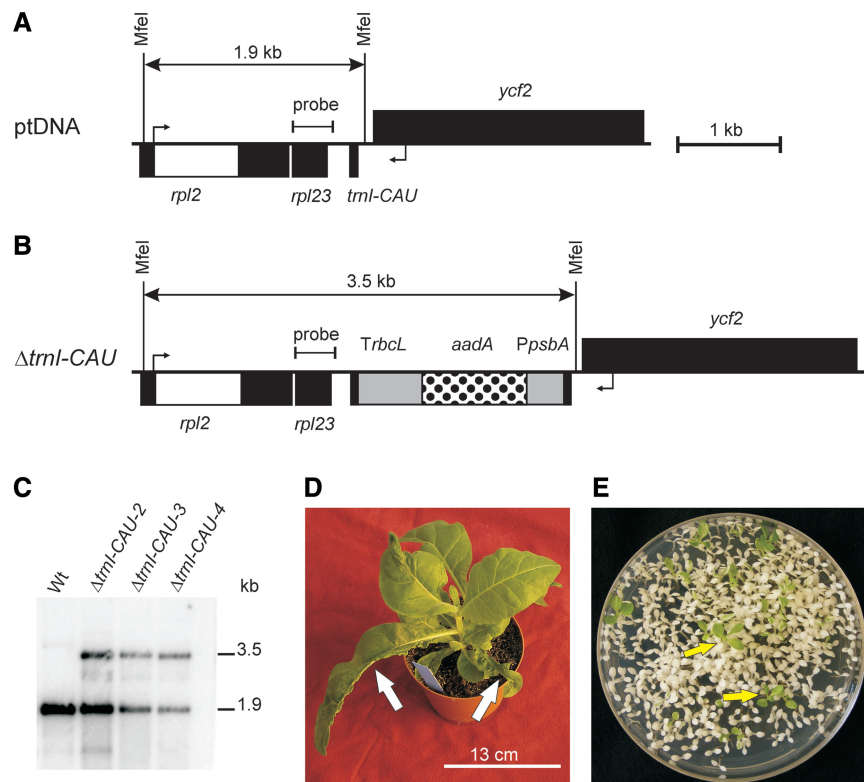 A
MfeI
MfeI
1.9 kb
ycf2
probe
ptDNA
1 kb
rpl2
rpl23
trnI-CAU
B
MfeI
MfeI
3.5 kb
ycf2
probe
TrbcL
aadA
PpsbA
ΔtrnI-CAU
rpl2
rpl23
C
D
E
Wt
ΔtrnI-CAU-2
ΔtrnI-CAU-3
ΔtrnI-CAU-4
kb
3.5
1.9
13 cm